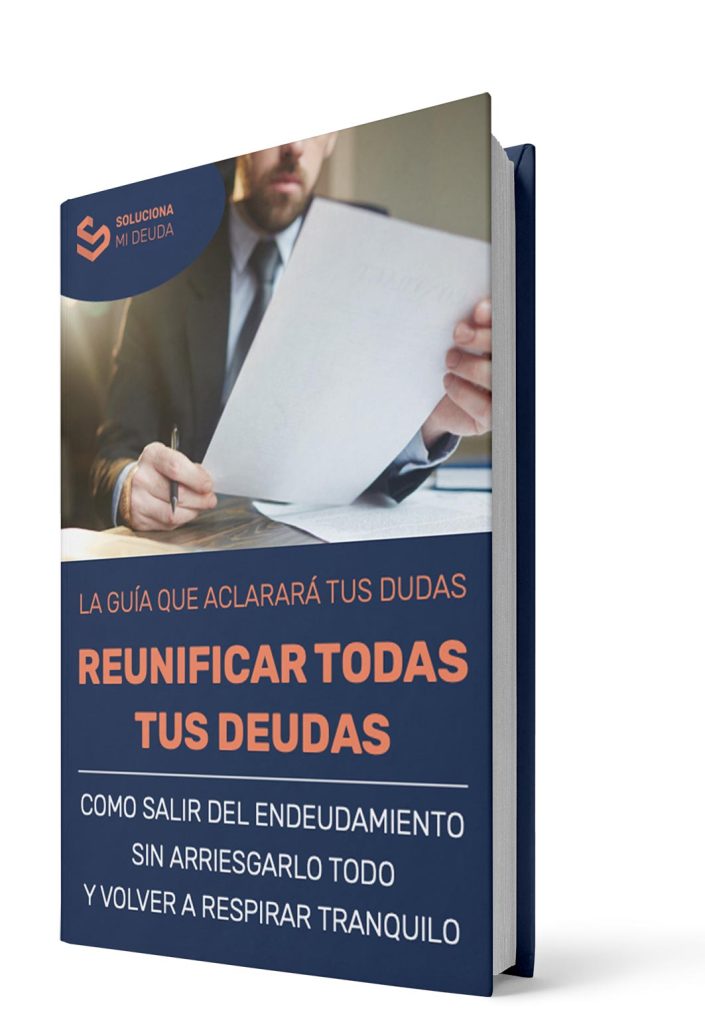 SOLUCIONA
MI DEUDA
LA GUÍA QUE ACLARARÁ TUS DUDAS
REUNIFICAR TODAS
TUS DEUDAS
COMO SALIR DEL ENDEUDAMIENTO
SIN ARRIESGARLO TODO
Y VOLVER A RESPIRAR TRANQUILO